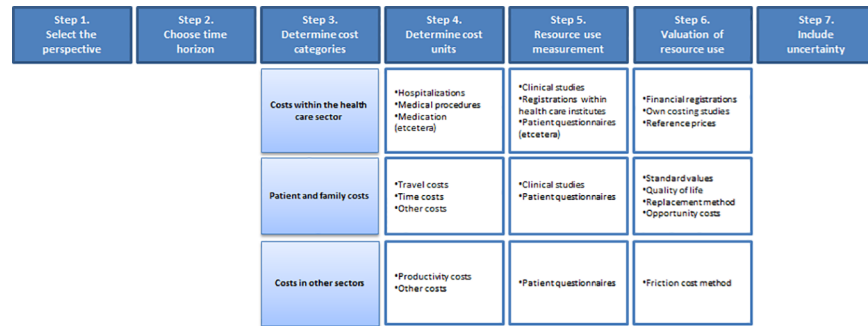 Step 1.
Select the
perspective
Step 2.
Choose time
horizon
Step 3.
Determine cost
categories
Step 4.
Determine cost
units
Step 5.
Resource use
measurement
Step 6.
Valuation of
resource use
Step 7.
Include
uncertainty
Costs within the health
care sector
•Hospitalizations
•Medical procedures
•Medication
(etcetera)
•Clinical studies
•Registrations within
health care institutes
•Patient questionnaires
(etcetera)
•Financial registrations
•Own costing studies
•Reference prices
Patient and family costs
•Travel costs
•Time costs
•Other costs
•Clinical studies
•Patient questionnaires
•Standard values
•Quality of life
•Replacement method
•Opportunity costs
Costs in other sectors
•Productivity costs
•Other costs
•Patient questionnaires
•Friction cost method